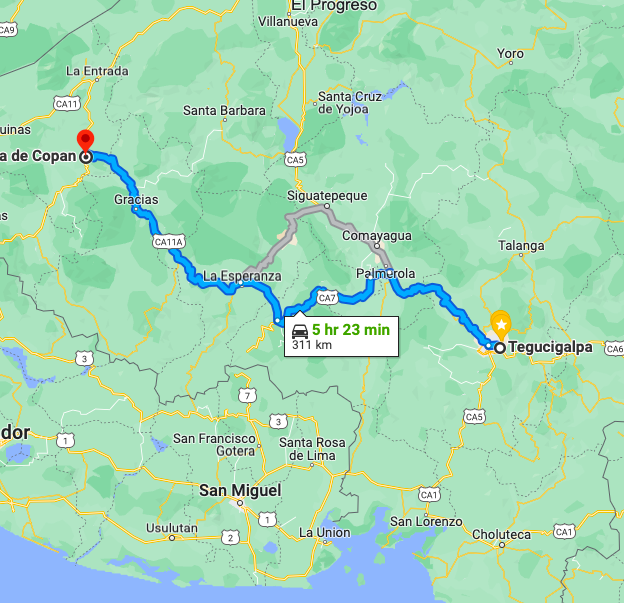 El Progreso
CA9
Villanueva
La Entrada
Yoro
CA11
Santa Barbara
Santa Cruz
de Yojoa
uinas
a de Copan
CA5
Siguatepeque
Gracias
as
CA11A
Comayagua
Talanga
La Esperanza
Palmerola
CA7
5 hr 23 min
311 km
Tegucigalpa
CA6
3
7
CA5
3
dor
1
San Francisco
Gotera
Santa Rosa
de Lima
San Miguel
CA1
1
San Lorenzo
Usulutan
2
La Union
Choluteca
CA1